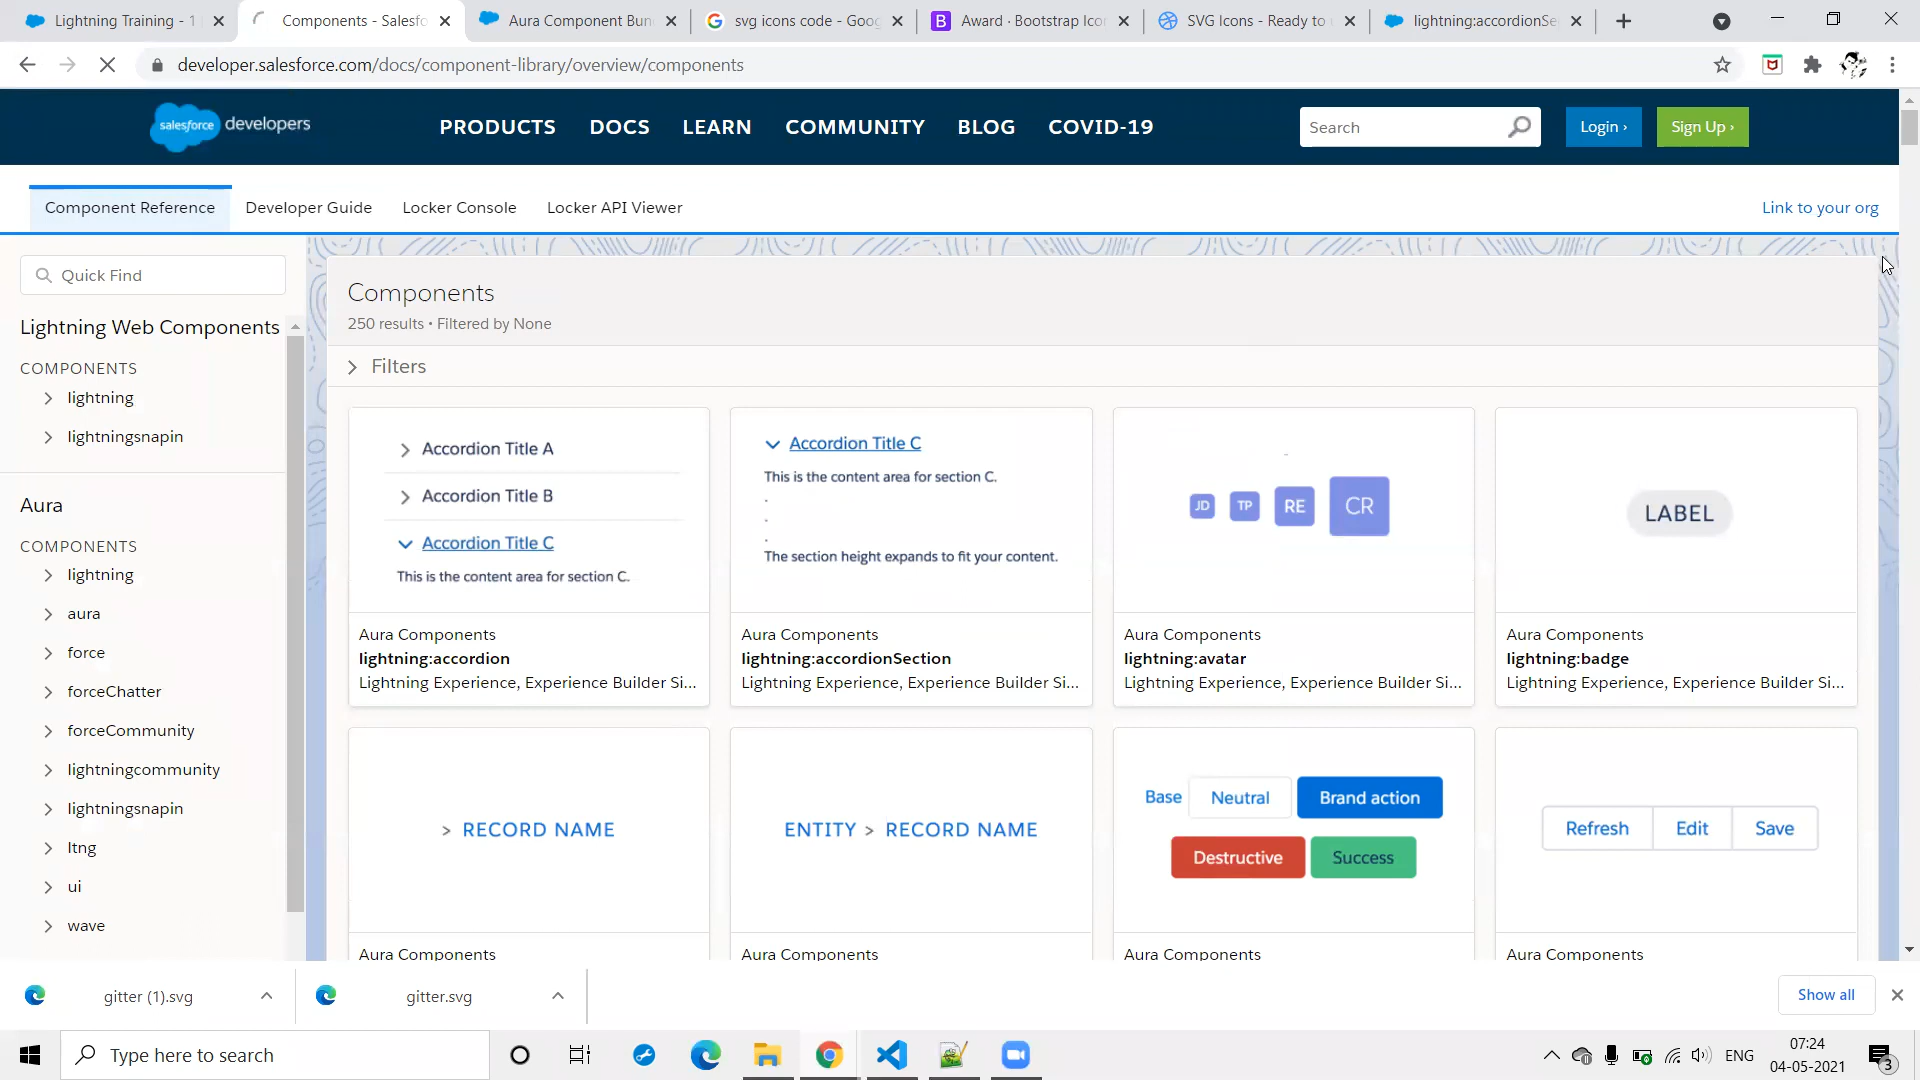 Lightning Training - 1
Components - Salesfo
Aura Component Bun
svg icons code - Goog
Award · Bootstrap Icon
SVG Icons - Ready to
lightning:accordionSe
developer.salesforce.com/docs/component-library/overview/components
salesforce developers
PRODUCTS
DOCS
LEARN
COMMUNITY
BLOG
COVID-19
Search
Login ›
Sign Up ›
Component Reference
Developer Guide
Locker Console
Locker API Viewer
Link to your org
Quick Find
Lightning Web Components
COMPONENTS
lightning
lightningsnapin
Aura
COMPONENTS
lightning
aura
force
forceChatter
forceCommunity
lightningcommunity
lightningsnapin
ltng
ui
wave
Components
250 results • Filtered by None
Filters
Accordion Title A
Accordion Title B
Accordion Title C
This is the content area for section C.
Aura Components
lightning:accordion
Lightning Experience, Experience Builder Si...
Accordion Title C
This is the content area for section C.
.
.
.
The section height expands to fit your content.
Aura Components
lightning:accordionSection
Lightning Experience, Experience Builder Si...
JD
TP
RE
CR
Aura Components
lightning:avatar
Lightning Experience, Experience Builder Si...
LABEL
Aura Components
lightning:badge
Lightning Experience, Experience Builder Si...
> RECORD NAME
Aura Components
ENTITY > RECORD NAME
Aura Components
Base
Neutral
Brand action
Destructive
Success
Aura Components
Refresh
Edit
Save
Aura Components
gitter (1).svg
gitter.svg
Show all
Type here to search
ENG
07:24
04-05-2021
3